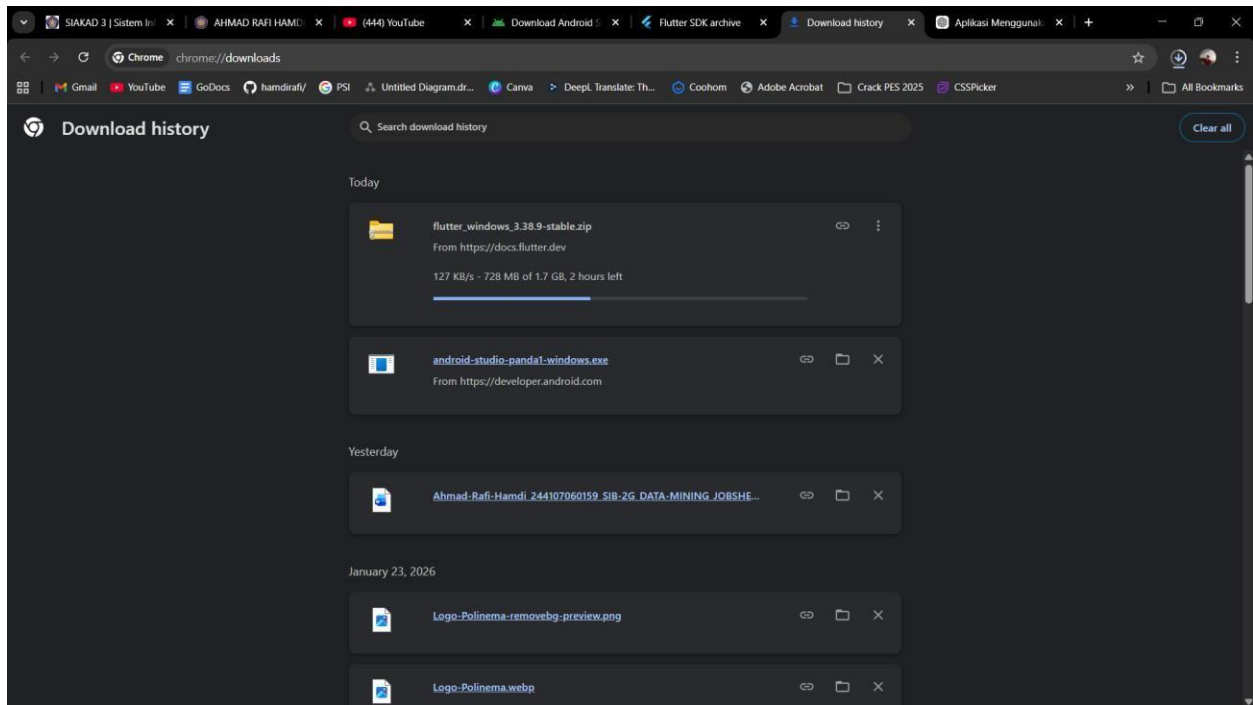 SIAKAD 3 | Sistem Inf
AHMAD RAFI HAMD
(444) YouTube
Download Android S
Flutter SDK archive
Download history
Aplikasi Menggunak
Chrome chrome://downloads
Gmail YouTube GoDocs hamdirafi/ PSI Untitled Diagram.dr... Canva DeepL Translate: Th... Coohom Adobe Acrobat Crack PES 2025 CSSPicker » All Bookmarks
Download history
Search download history
Clear all
Today
flutter_windows_3.38.9-stable.zip
From https://docs.flutter.dev
127 KB/s - 728 MB of 1.7 GB, 2 hours left
android-studio-panda1-windows.exe
From https://developer.android.com
Yesterday
Ahmad-Rafi-Hamdi_244107060159_SIB-2G_DATA-MINING_JOBSHE...
January 23, 2026
Logo-Polinema-removebg-preview.png
Logo-Polinema.webp